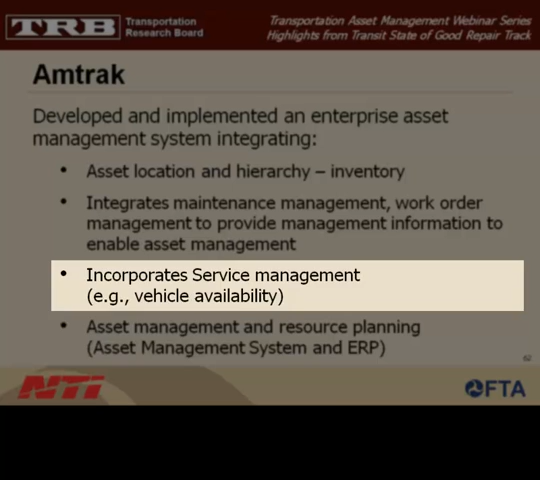 TRB Transportation Research Board
Transportation Asset Management Webinar Series
Highlights from Transit State of Good Repair Track
Amtrak
Developed and implemented an enterprise asset
management system integrating:
• Asset location and hierarchy – inventory
• Integrates maintenance management, work order
management to provide management information to
enable asset management
• Incorporates Service management
(e.g., vehicle availability)
• Asset management and resource planning
(Asset Management System and ERP)
62
NTI
FTA